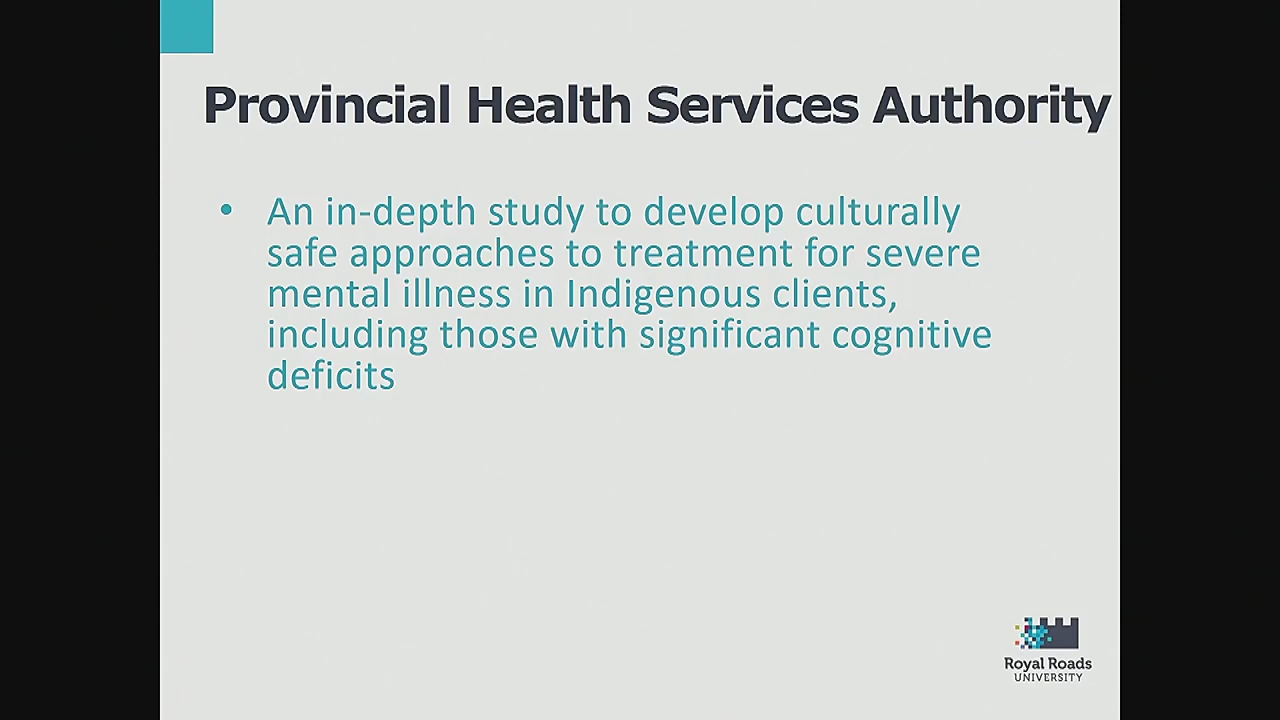 Provincial Health Services Authority
• An in-depth study to develop culturally
safe approaches to treatment for severe
mental illness in Indigenous clients,
including those with significant cognitive
deficits
Royal Roads
UNIVERSITY